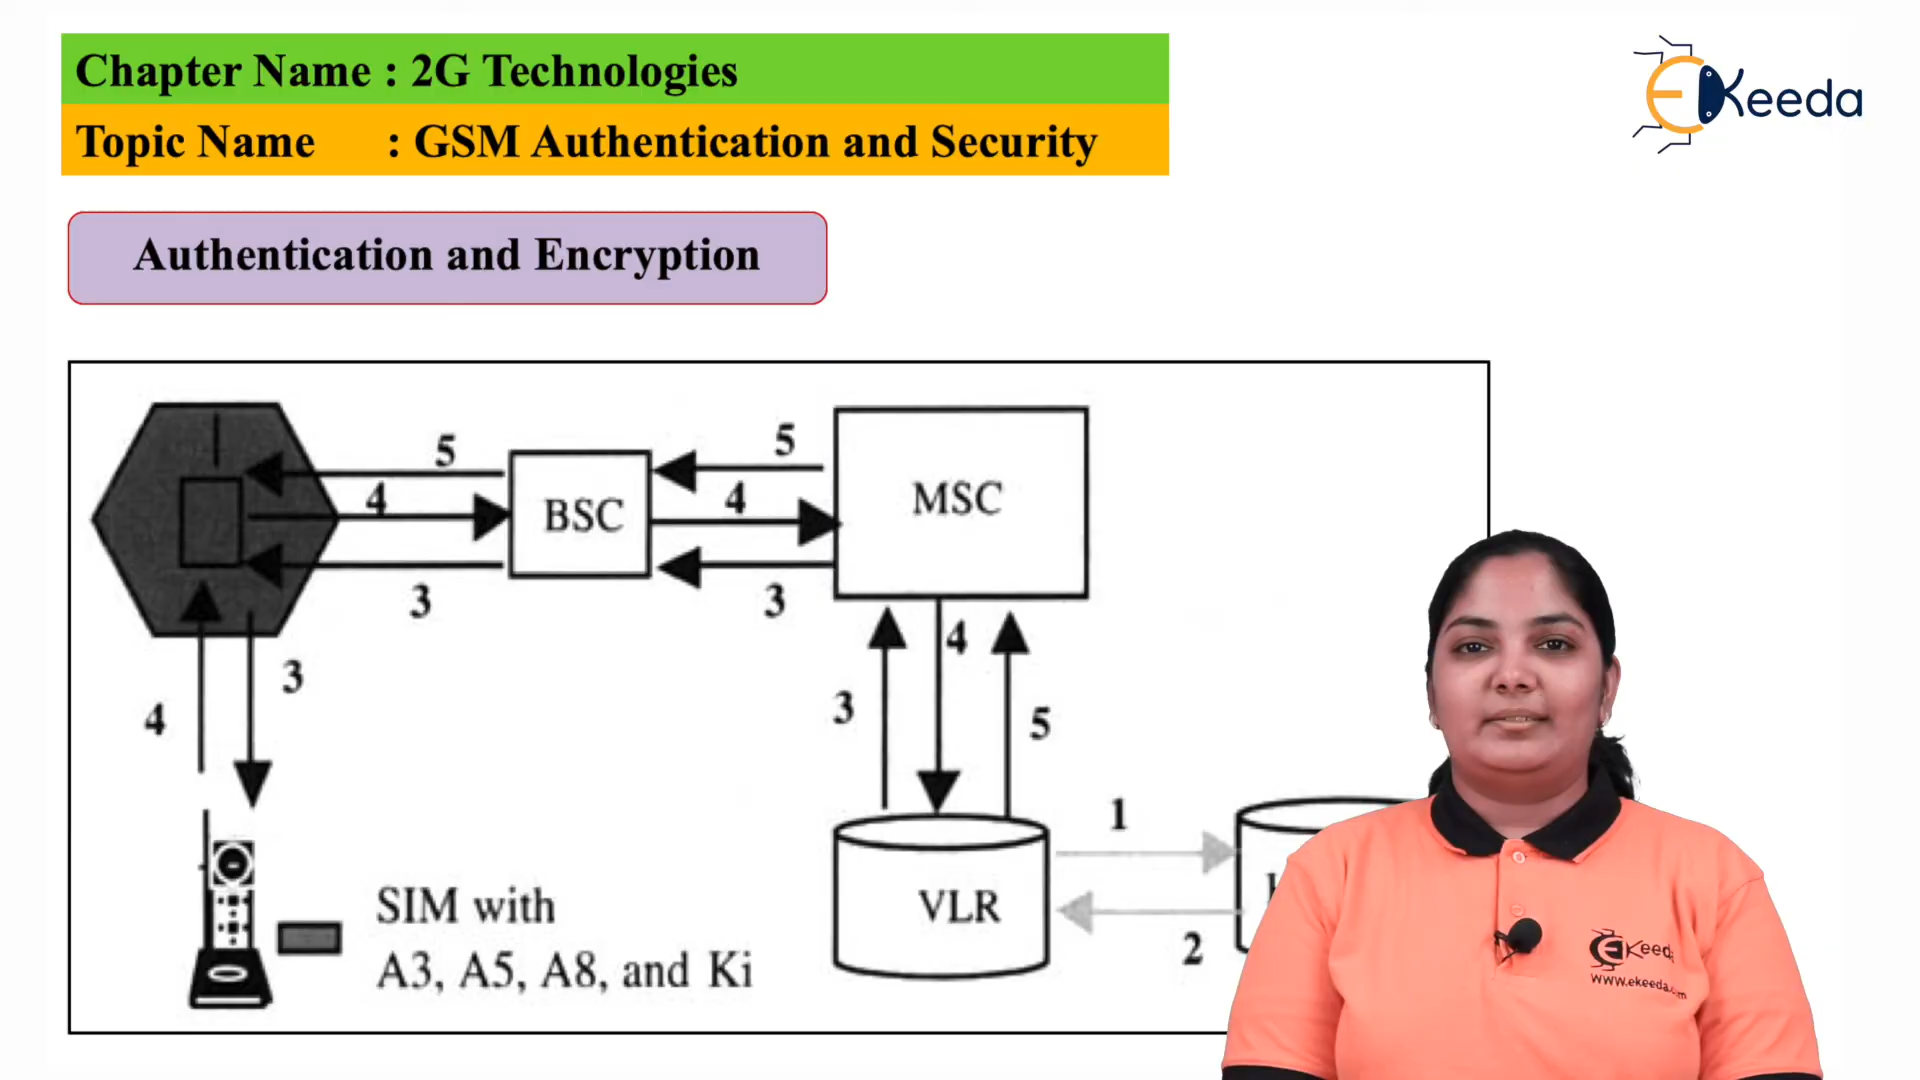 Chapter Name : 2G Technologies
Topic Name : GSM Authentication and Security
EKeeda
Authentication and Encryption
5
5
4
BSC
4
MSC
3
3
4
3
4
3
5
1
SIM with
A3, A5, A8, and Ki
VLR
2
EKeeda
www.ekeeda.com